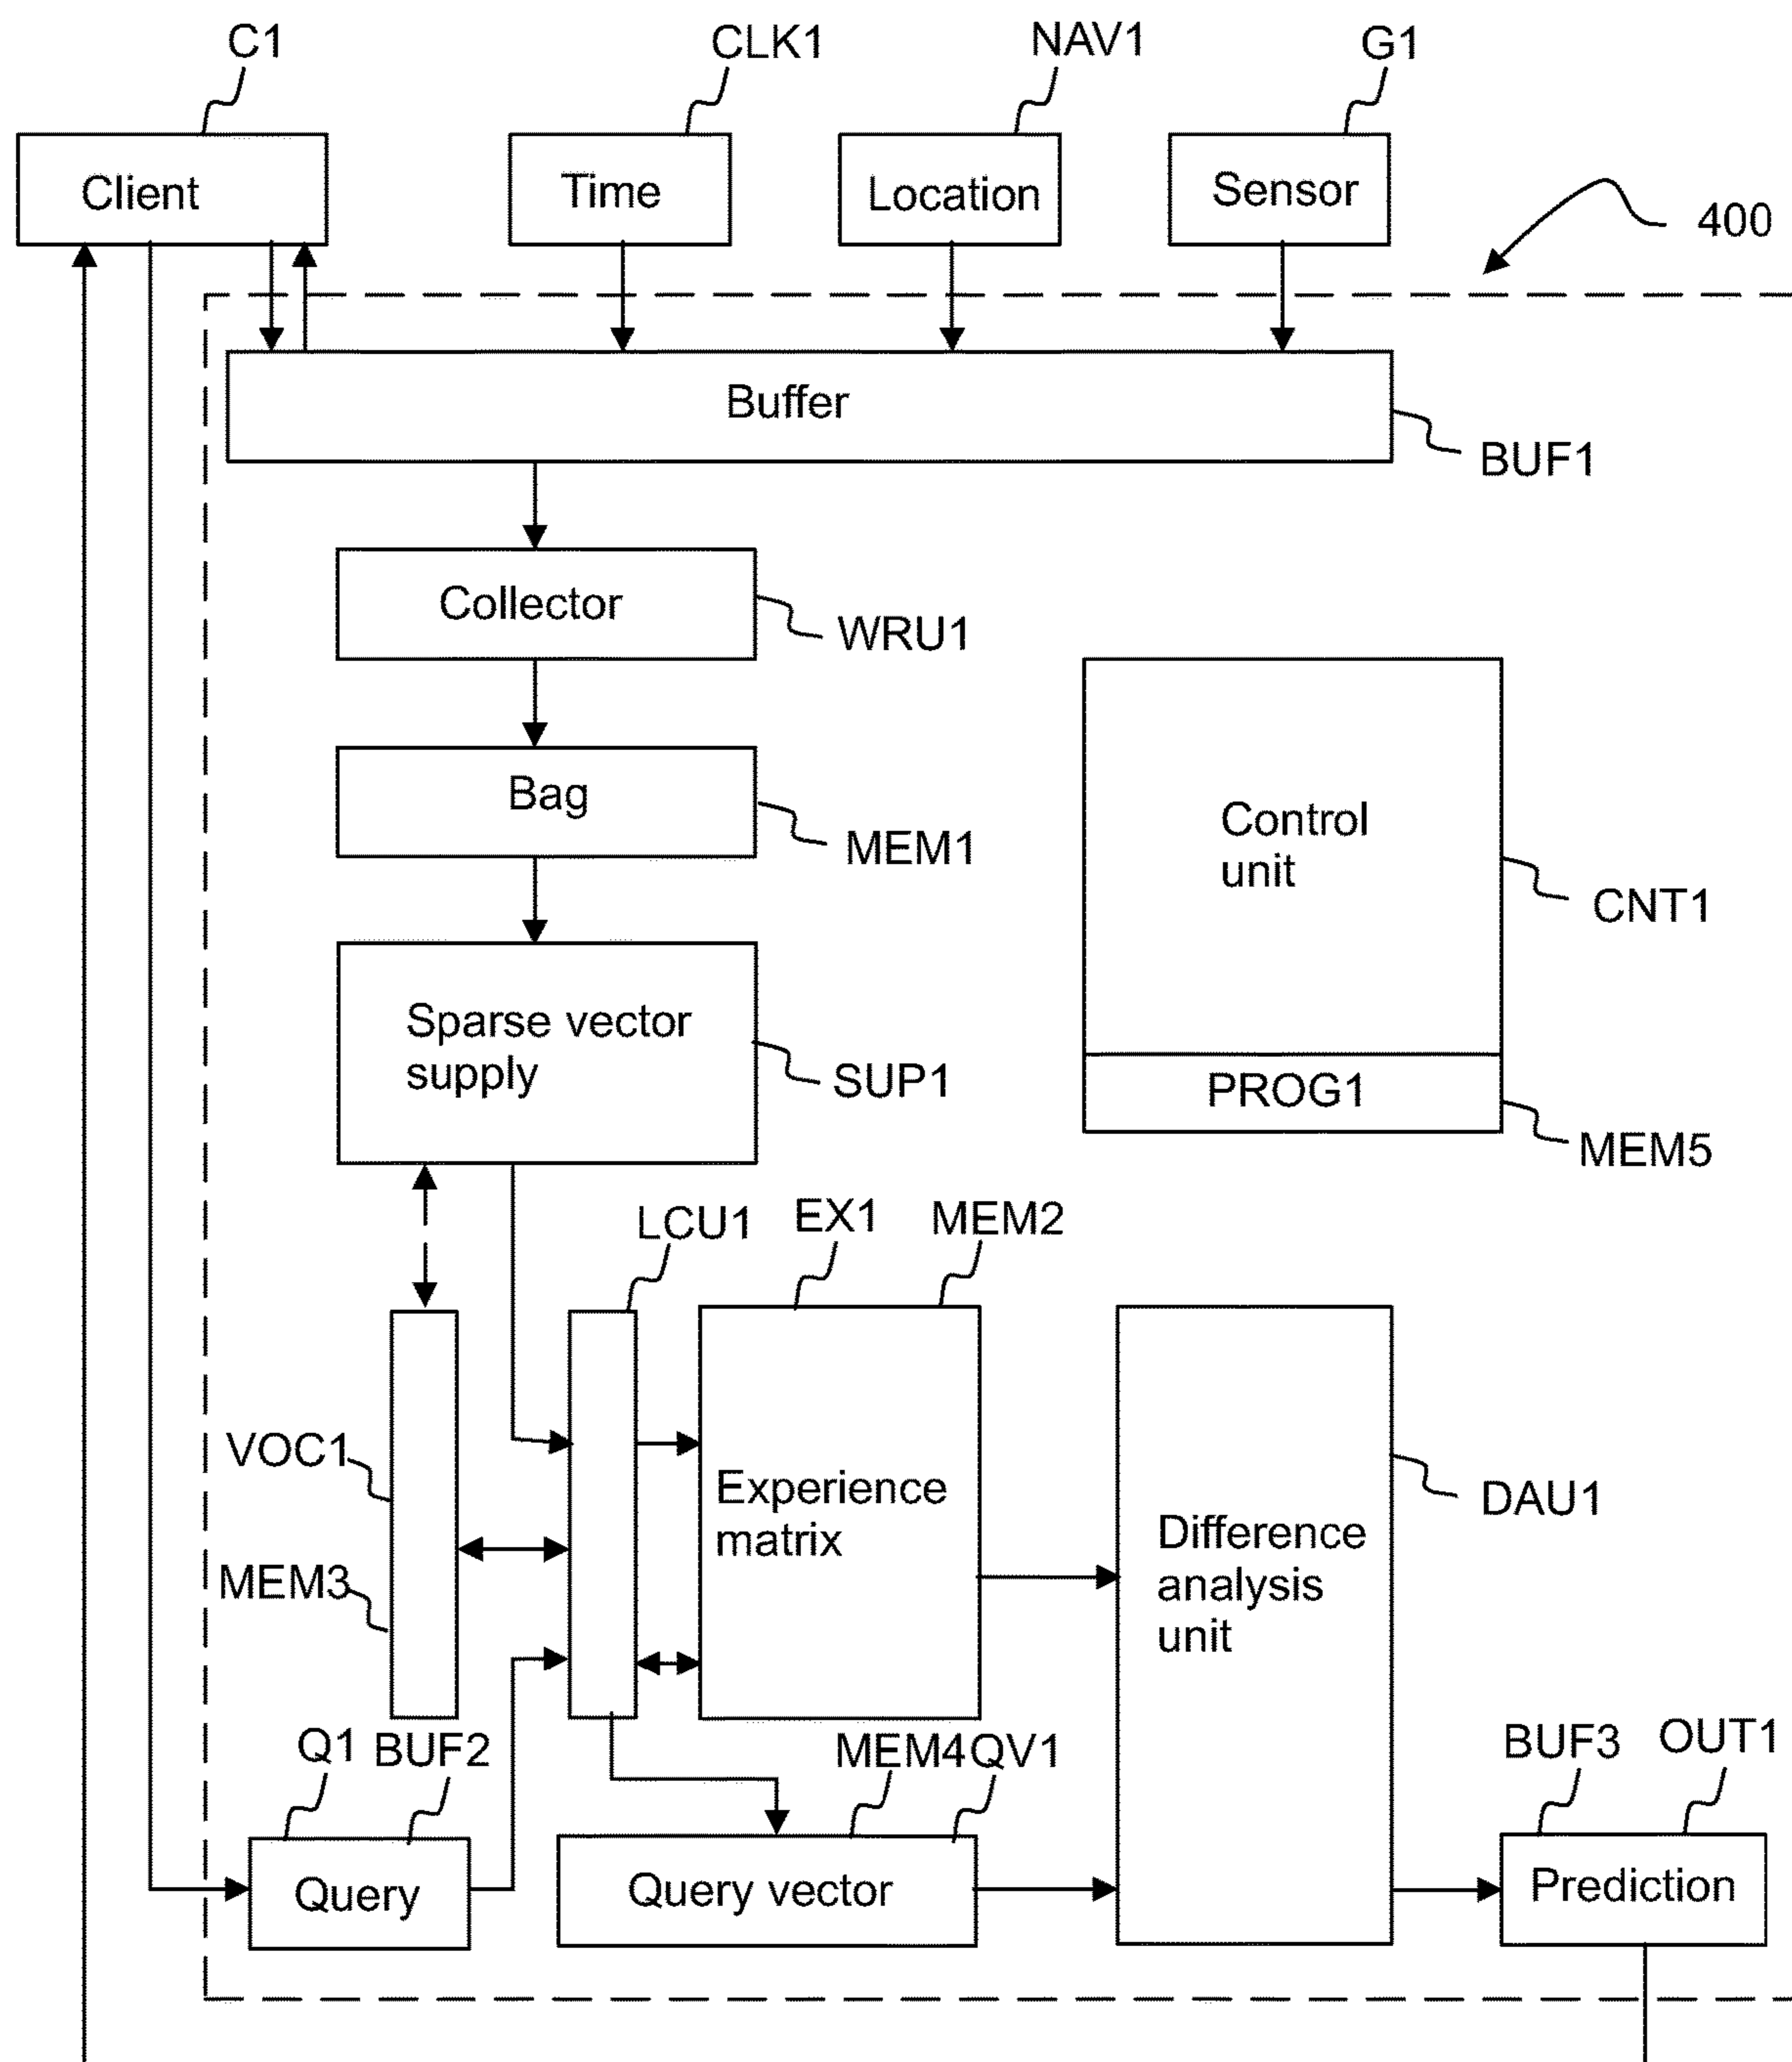 C1
CLK1
NAV1
G1
Client
Time
Location
Sensor
400
Buffer
BUF1
Collector
WRU1
Bag
MEM1
Control
unit
CNT1
Sparse vector
supply
SUP1
PROG1
MEM5
LCU1
EX1
MEM2
VOC1
MEM3
Experience
matrix
DAU1
Difference
analysis
unit
Q1
BUF2
MEM4
QV1
BUF3
OUT1
Query
Query vector
Prediction